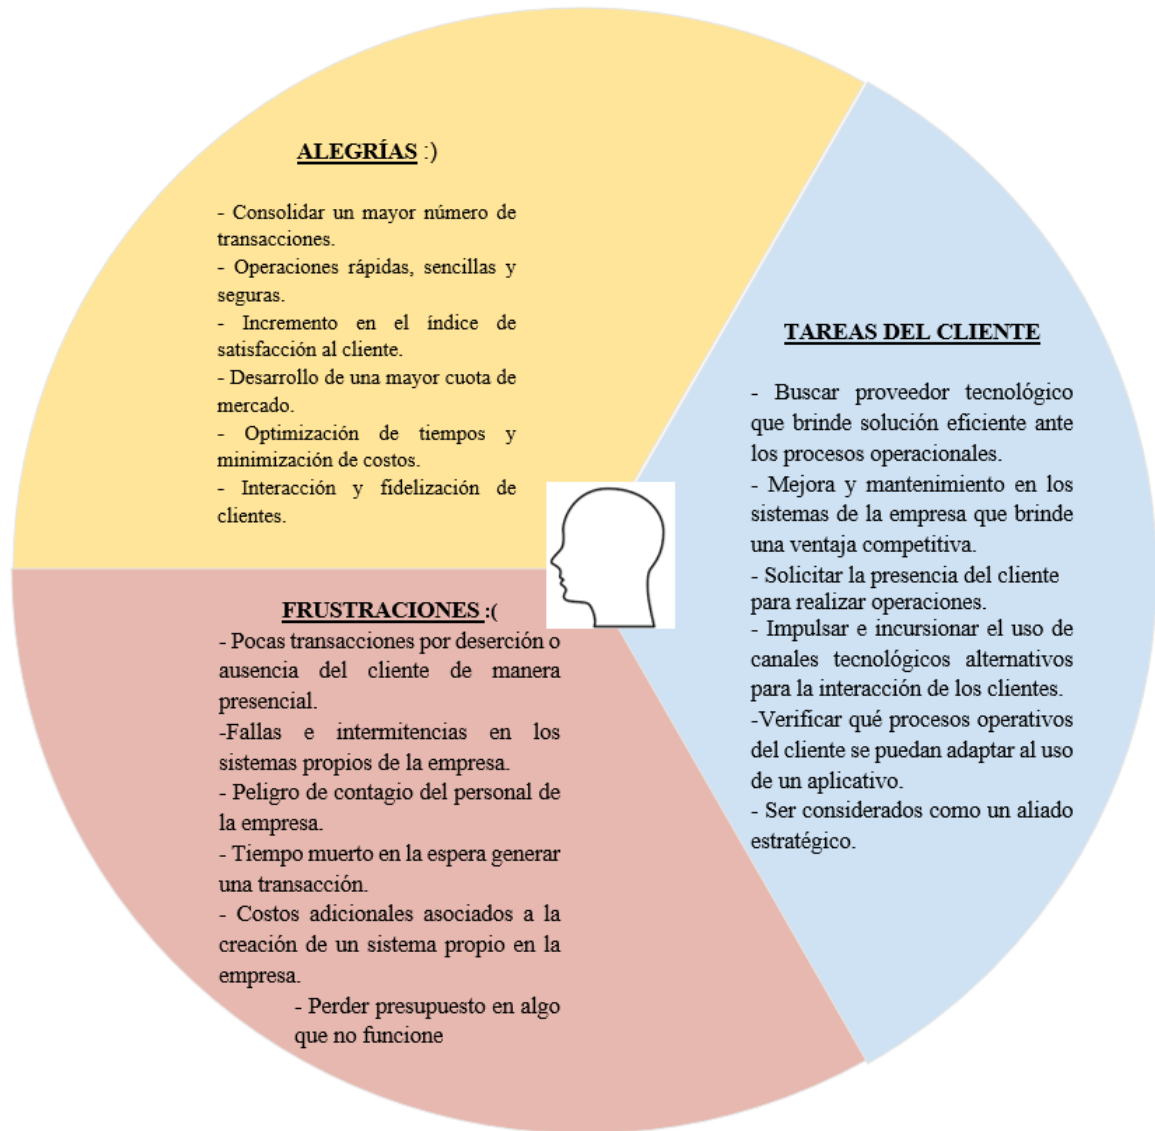 ALEGRÍAS :)
- Consolidar un mayor número de
transacciones.
- Operaciones rápidas, sencillas y
seguras.
- Incremento en el índice de
satisfacción al cliente.
- Desarrollo de una mayor cuota de
mercado.
- Optimización de tiempos y
minimización de costos.
- Interacción y fidelización de
clientes.
TAREAS DEL CLIENTE
- Buscar proveedor tecnológico
que brinde solución eficiente ante
los procesos operacionales.
- Mejora y mantenimiento en los
sistemas de la empresa que brinde
una ventaja competitiva.
- Solicitar la presencia del cliente
para realizar operaciones.
- Impulsar e incursionar el uso de
canales tecnológicos alternativos
para la interacción de los clientes.
-Verificar qué procesos operativos
del cliente se puedan adaptar al uso
de un aplicativo.
- Ser considerados como un aliado
estratégico.
FRUSTRACIONES :(
- Pocas transacciones por deserción o
ausencia del cliente de manera
presencial.
-Fallas e intermitencias en los
sistemas propios de la empresa.
- Peligro de contagio del personal de
la empresa.
- Tiempo muerto en la espera generar
una transacción.
- Costos adicionales asociados a la
creación de un sistema propio en la
empresa.
- Perder presupuesto en algo
que no funcione